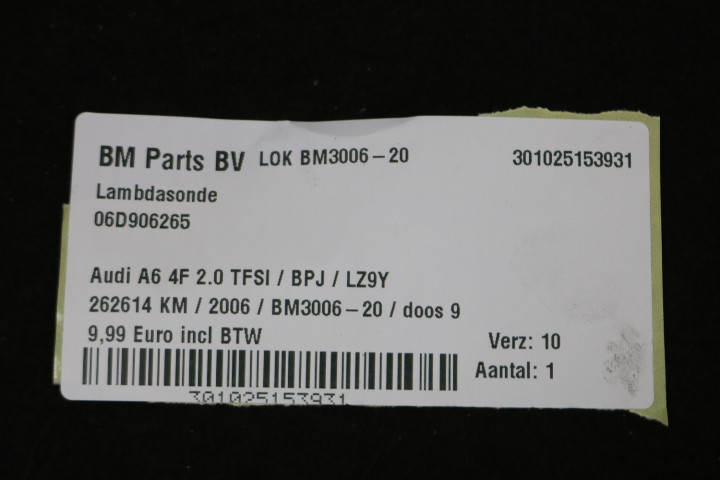 BM Parts BV LOK BM3006-20 301025153931
Lambdasonde
06D906265
Audi A6 4F 2.0 TFSI / BPJ / LZ9Y
262614 KM / 2006 / BM3006-20 / doos 9
9,99 Euro incl BTW Verz: 10
Aantal: 1
301025153931